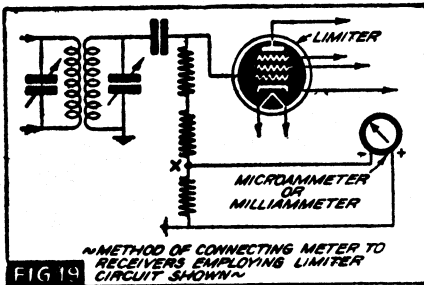 LIMITER
X
- +
MICROAMMETER
OR
MILLIAMMETER
~METHOD OF CONNECTING METER TO
RECEIVERS EMPLOYING LIMITER
CIRCUIT SHOWN~
FIG 19